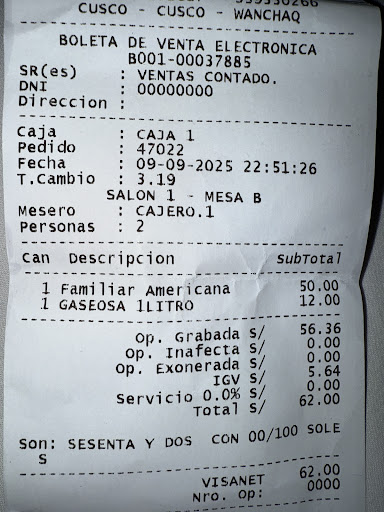 CUSCO - CUSCO - WANCHAQ
BOLETA DE VENTA ELECTRONICA
B001-00037885
SR(es) : VENTAS CONTADO.
DNI : 00000000
Direccion :
Caja : CAJA 1
Pedido : 47022
Fecha : 09-09-2025 22:51:26
T.Cambio : 3.19
SALON 1 - MESA B
Mesero : CAJERO.1
Personas : 2
Can Descripcion SubTotal
1 Familiar Americana 50.00
1 GASEOSA 1LITRO 12.00
Op. Grabada S/ 56.36
Op. Inafecta S/ 0.00
Op. Exonerada S/ 0.00
IGV S/ 5.64
Servicio 0.0% S/ 0.00
Total S/ 62.00
Son: SESENTA Y DOS CON 00/100 SOLE
S
VISANET 62.00
Nro. Op: 0000